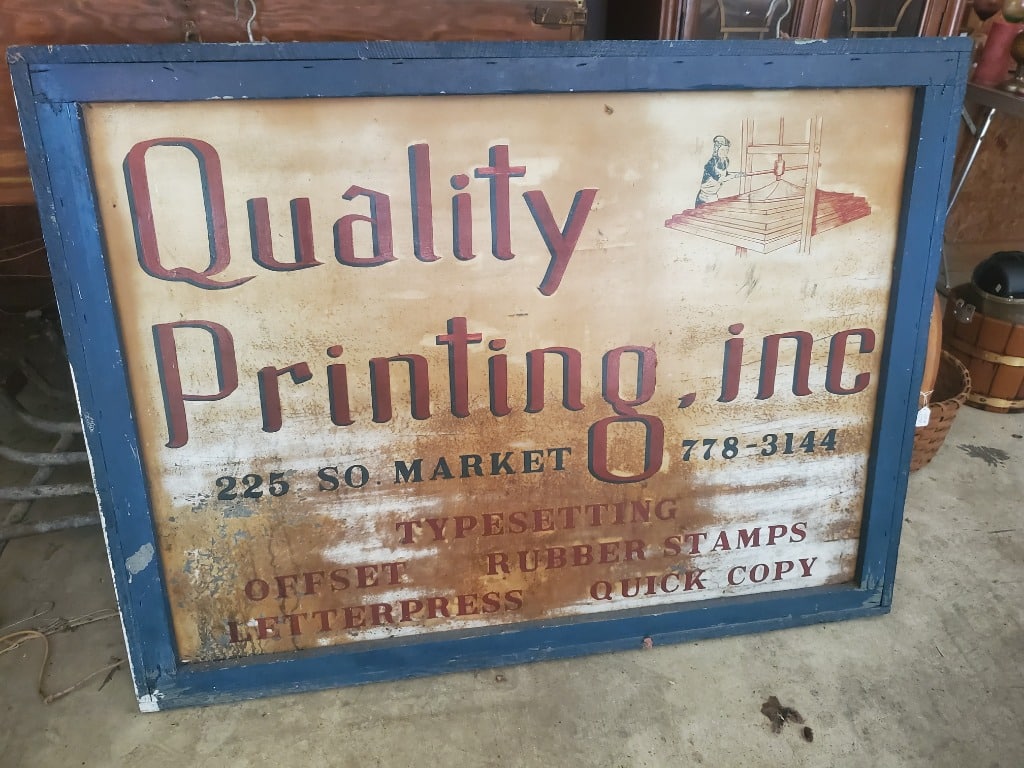 Quality
Printing, inc
225 SO. MARKET 778-3144
TYPESETTING
OFFSET RUBBER STAMPS
LETTERPRESS QUICK COPY